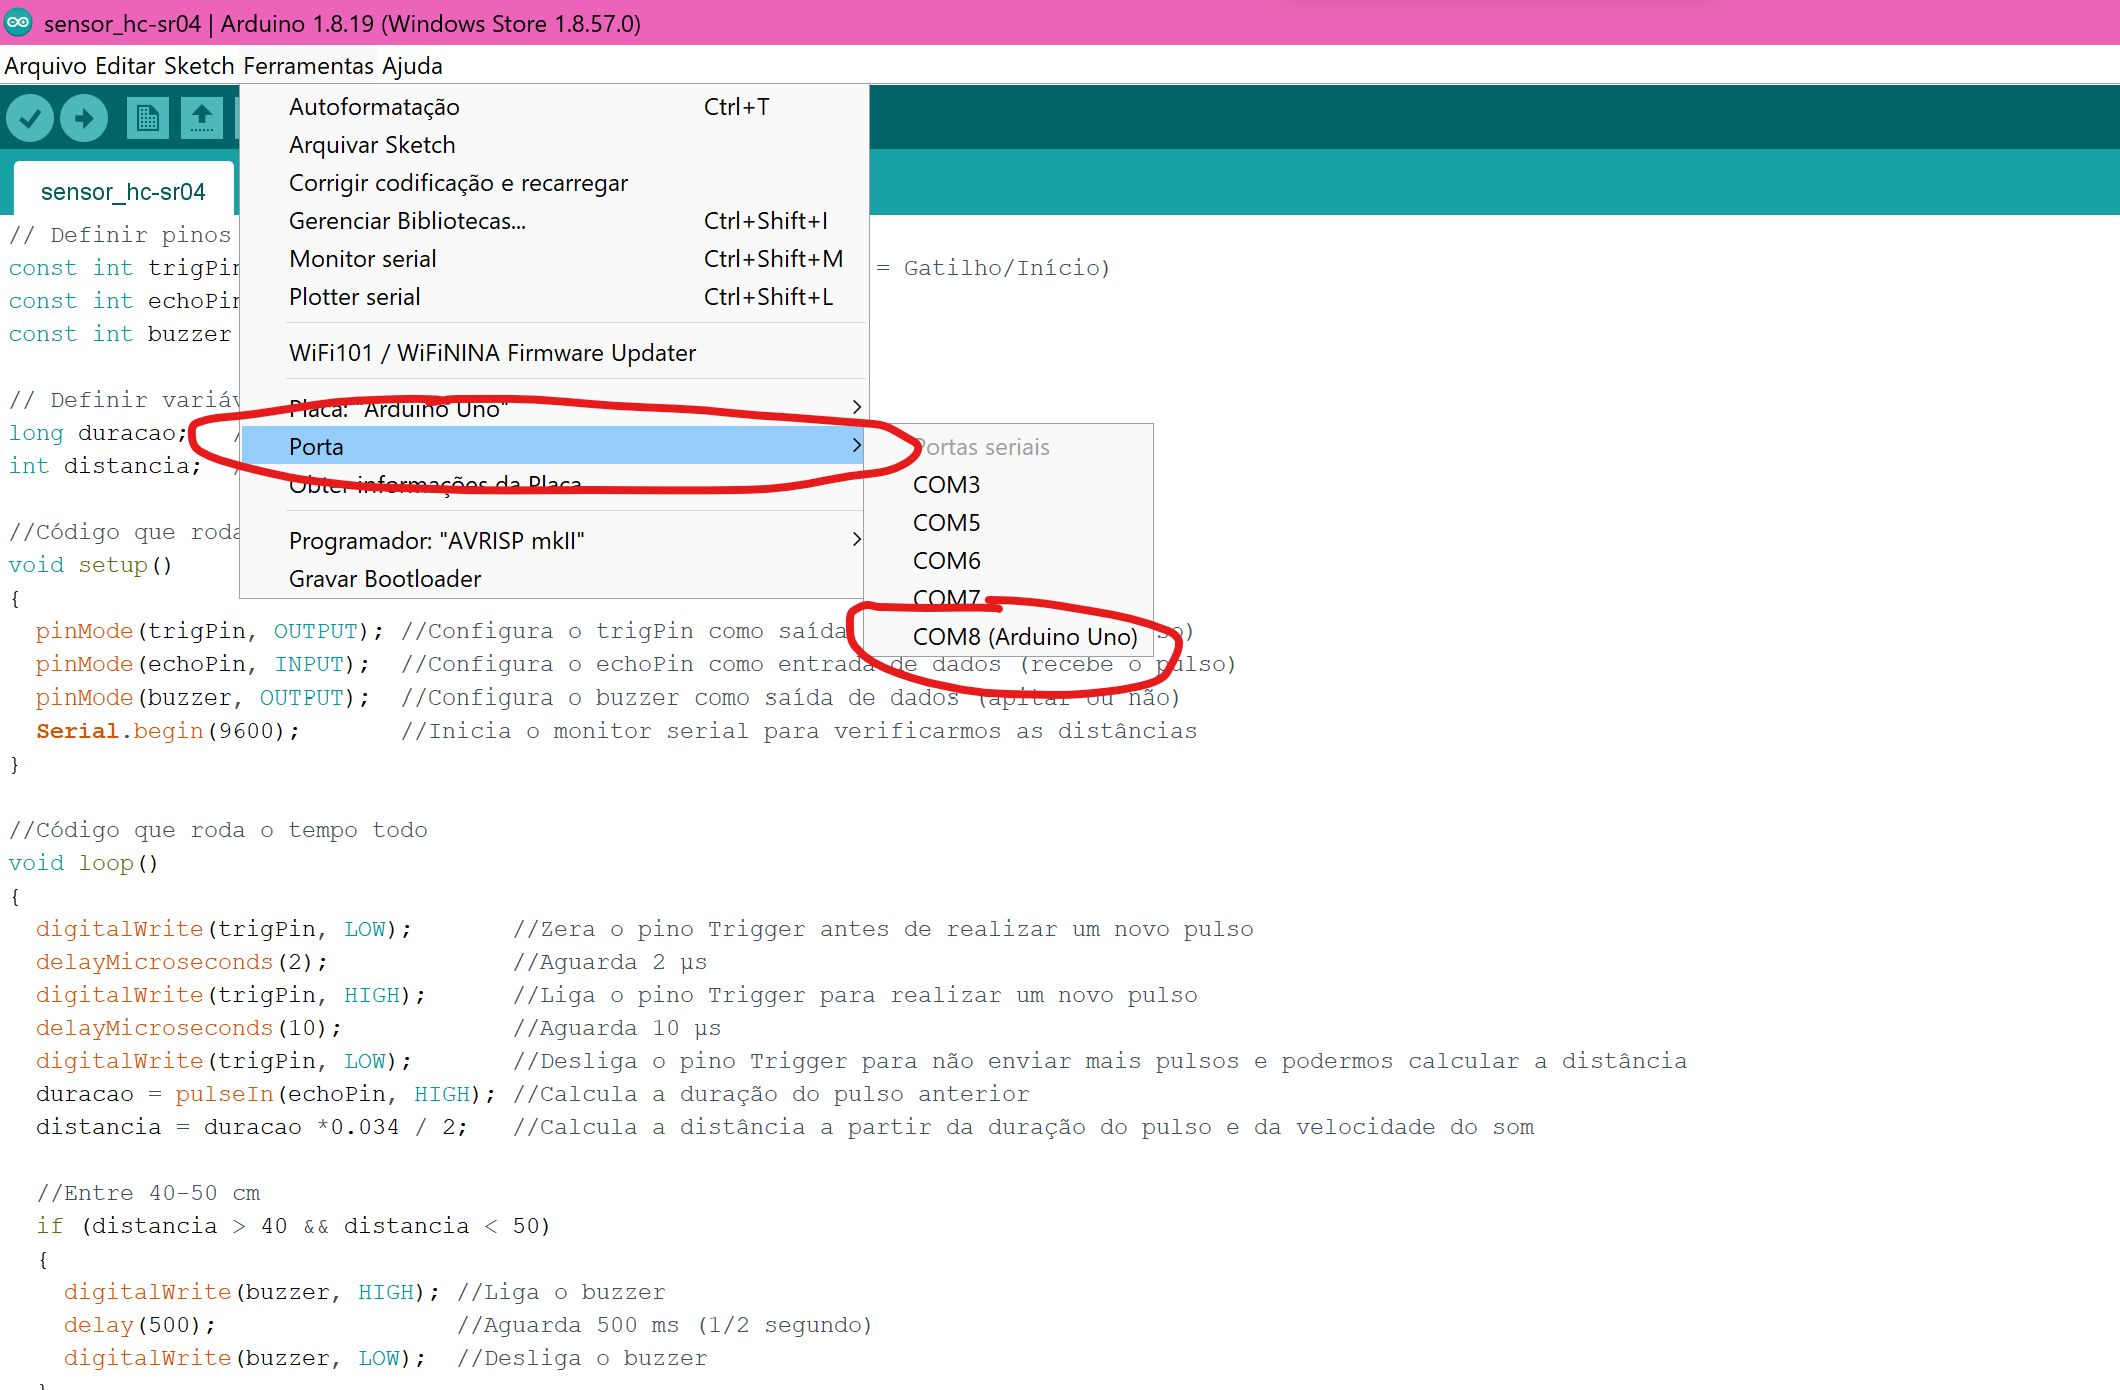 sensor_hc-sr04 | Arduino 1.8.19 (Windows Store 1.8.57.0)
Arquivo Editar Sketch Ferramentas Ajuda
Autoformatação Ctrl+T
Arquivar Sketch
Corrigir codificação e recarregar
Gerenciar Bibliotecas... Ctrl+Shift+I
Monitor serial Ctrl+Shift+M
Plotter serial Ctrl+Shift+L
WiFi101 / WiFiNINA Firmware Updater
Placa: "Arduino Uno"
Porta
Obter informações da Placa
Programador: "AVRISP mkII"
Gravar Bootloader
Portas seriais
COM3
COM5
COM6
COM7
COM8 (Arduino Uno)
sensor_hc-sr04
// Definir pinos
const int trigPin = Gatilho/Início)
const int echoPin
const int buzzer
// Definir variáv
long duracao; /
int distancia; /
//Código que roda
void setup()
{
pinMode(trigPin, OUTPUT); //Configura o trigPin como saída so)
pinMode(echoPin, INPUT); //Configura o echoPin como entrada de dados (recebe o pulso)
pinMode(buzzer, OUTPUT); //Configura o buzzer como saída de dados (apitar ou não)
Serial.begin(9600); //Inicia o monitor serial para verificarmos as distâncias
}
//Código que roda o tempo todo
void loop()
{
digitalWrite(trigPin, LOW); //Zera o pino Trigger antes de realizar um novo pulso
delayMicroseconds(2); //Aguarda 2 µs
digitalWrite(trigPin, HIGH); //Liga o pino Trigger para realizar um novo pulso
delayMicroseconds(10); //Aguarda 10 µs
digitalWrite(trigPin, LOW); //Desliga o pino Trigger para não enviar mais pulsos e podermos calcular a distância
duracao = pulseIn(echoPin, HIGH); //Calcula a duração do pulso anterior
distancia = duracao *0.034 / 2; //Calcula a distância a partir da duração do pulso e da velocidade do som
//Entre 40-50 cm
if (distancia > 40 && distancia < 50)
{
digitalWrite(buzzer, HIGH); //Liga o buzzer
delay(500); //Aguarda 500 ms (1/2 segundo)
digitalWrite(buzzer, LOW); //Desliga o buzzer
}